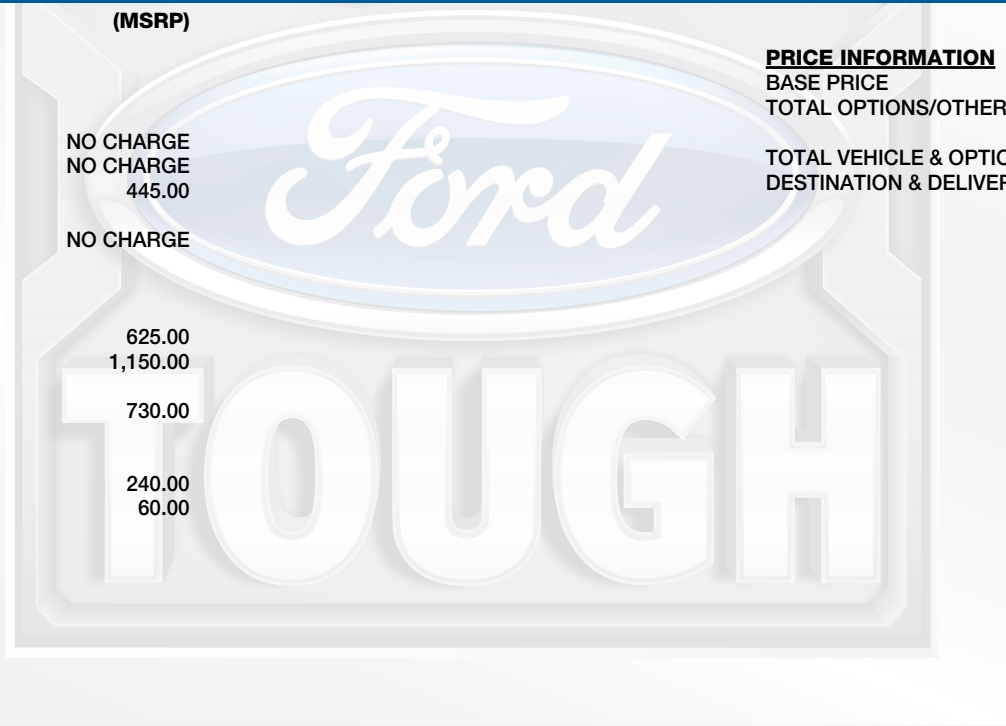 (MSRP)
NO CHARGE
NO CHARGE
445.00
NO CHARGE
625.00
1,150.00
730.00
240.00
60.00
PRICE INFORMATION
BASE PRICE
TOTAL OPTIONS/OTHER
TOTAL VEHICLE & OPTIO
DESTINATION & DELIVER
Ford
TOUGH